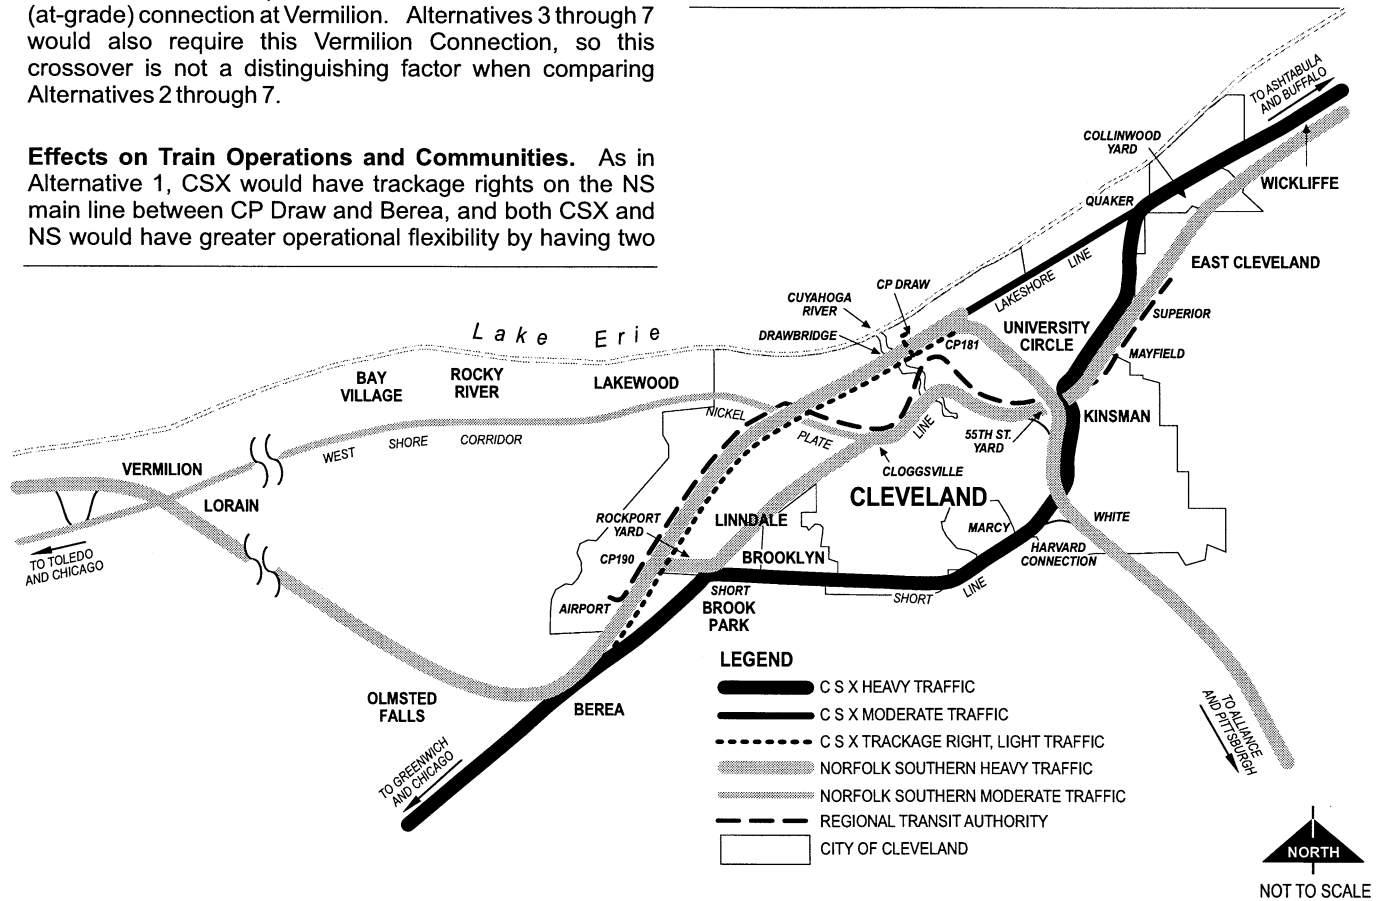 (at-grade) connection at Vermilion. Alternatives 3 through 7
would also require this Vermilion Connection, so this
crossover is not a distinguishing factor when comparing
Alternatives 2 through 7.
Effects on Train Operations and Communities. As in
Alternative 1, CSX would have trackage rights on the NS
main line between CP Draw and Berea, and both CSX and
NS would have greater operational flexibility by having two
TO ASHTABULA
AND BUFFALO
COLLINWOOD
YARD
WICKLIFFE
QUAKER
EAST CLEVELAND
LAKESHORE LINE
CP DRAW
CUYAHOGA
RIVER
DRAWBRIDGE
SUPERIOR
UNIVERSITY
CIRCLE
CP181
MAYFIELD
Lake Erie
BAY
VILLAGE
ROCKY
RIVER
LAKEWOOD
NICKEL
PLATE
LINE
KINSMAN
55TH ST.
YARD
WEST SHORE CORRIDOR
CLOGGSVILLE
VERMILION
LORAIN
CLEVELAND
ROCKPORT
YARD
LINNDALE
MARCY
WHITE
HARVARD
CONNECTION
TO TOLEDO
AND CHICAGO
CP190
BROOKLYN
AIRPORT
SHORT
SHORT
LINE
BROOK
PARK
OLMSTED
FALLS
BEREA
TO GREENWICH
AND CHICAGO
TO ALLIANCE
AND PITTSBURGH
LEGEND
C S X HEAVY TRAFFIC
C S X MODERATE TRAFFIC
C S X TRACKAGE RIGHT, LIGHT TRAFFIC
NORFOLK SOUTHERN HEAVY TRAFFIC
NORFOLK SOUTHERN MODERATE TRAFFIC
REGIONAL TRANSIT AUTHORITY
CITY OF CLEVELAND
NORTH
NOT TO SCALE